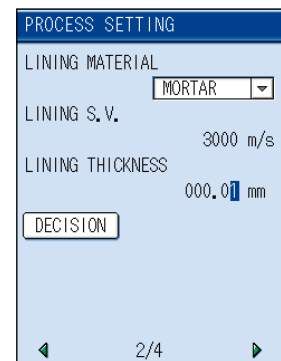 PROCESS SETTING
LINING MATERIAL
MORTAR
LINING S.V.
3000 m/s
LINING THICKNESS
000.01 mm
DECISION
2/4